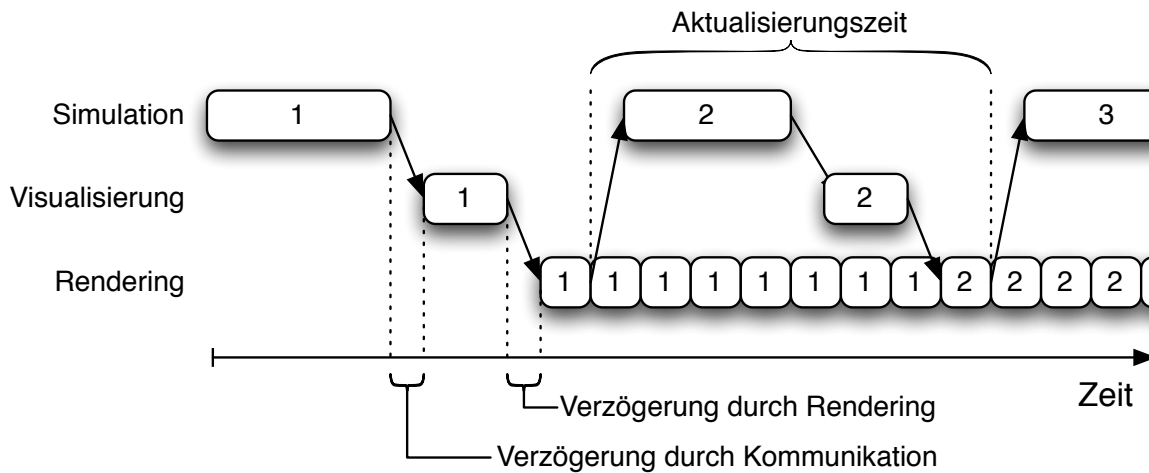 Aktualisierungszeit
Simulation 1 2 3
Visualisierung 1 2
Rendering 1 1 1 1 1 1 1 1 2 2 2 2
Zeit
Verzögerung durch Rendering
Verzögerung durch Kommunikation